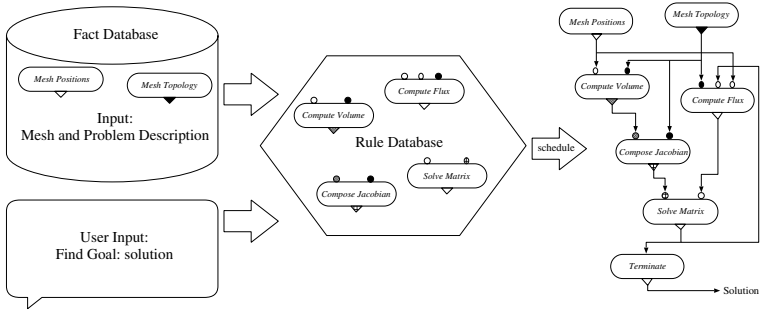 Fact Database
Mesh Positions
Mesh Topology
Input:
Mesh and Problem Description
User Input:
Find Goal: solution
Compute Flux
Compute Volume
Rule Database
Solve Matrix
Compose Jacobian
schedule
Mesh Positions
Mesh Topology
Compute Volume
Compute Flux
Compose Jacobian
Solve Matrix
Terminate
Solution